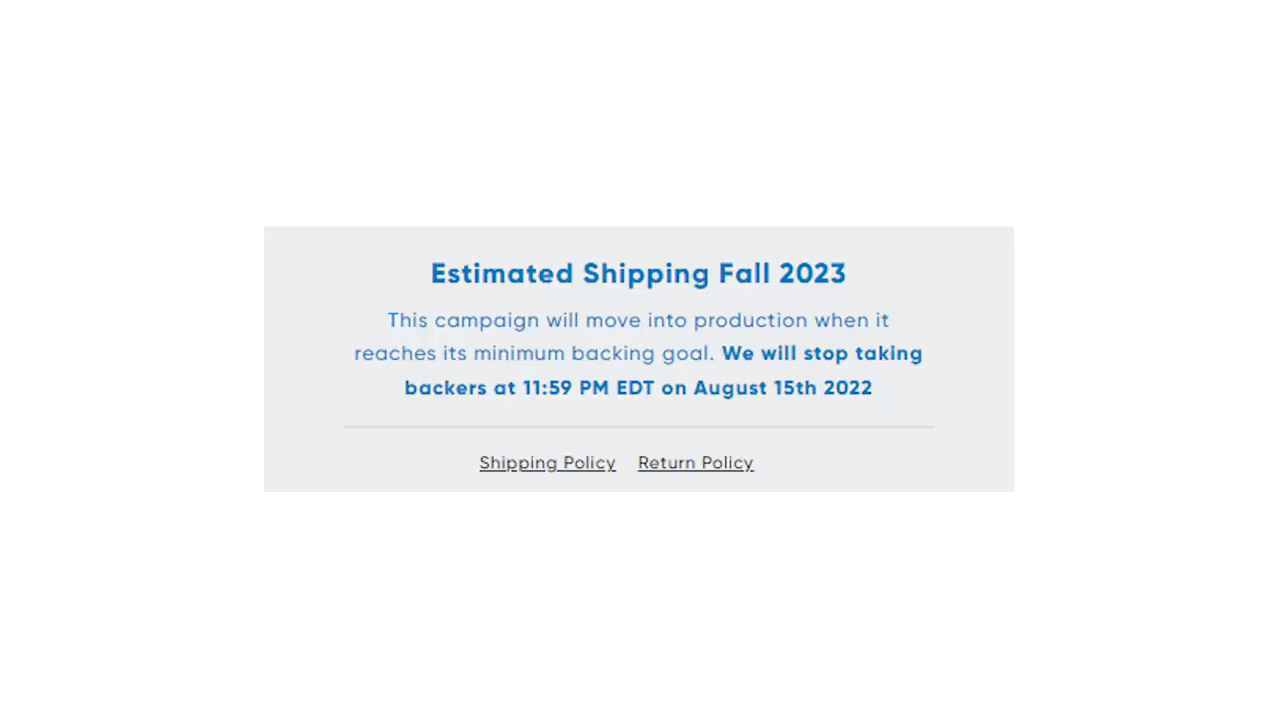 Estimated Shipping Fall 2023
This campaign will move into production when it
reaches its minimum backing goal. We will stop taking
backers at 11:59 PM EDT on August 15th 2022
Shipping Policy Return Policy